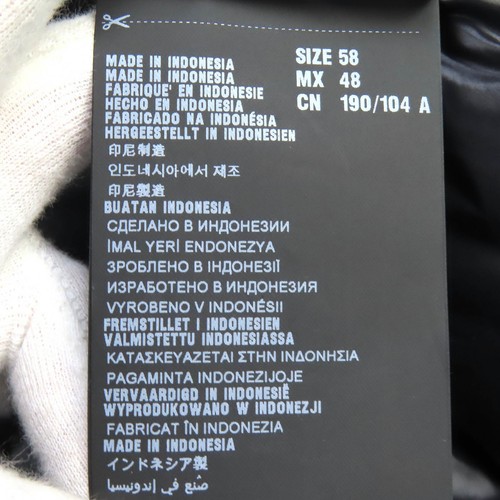 MADE IN INDONESIA
MADE IN INDONESIA
FABRIQUE' EN INDONESIE
HECHO EN INDONESIA
FABRICADO NA INDONÉSIA
HERGEESTELLT IN INDONESIEN
印尼制造
인도네시아에서 제조
印尼製造
BUATAN INDONESIA
СДЕЛАНО В ИНДОНЕЗИИ
İMAL YERİ ENDONEZYA
ЗРОБЛЕНО В ІНДОНЕЗІЇ
ИЗРАБОТЕНО В ИНДОНЕЗИЯ
VYROBENO V INDONÉSII
FREMSTILLET I INDONESIEN
VALMISTETTU INDONESIASSA
ΚΑΤΑΣΚΕΥΑΖΕΤΑΙ ΣΤΗΝ ΙΝΔΟΝΗΣΙΑ
PAGAMINTA INDONEZIJOJE
VERVAARDIGD IN INDONESIË
WYPRODUKOWANO W INDONEZJI
FABRICAT ÎN INDONEZIA
MADE IN INDONESIA
インドネシア製
صُنع في إندونيسيا
SIZE 58
MX 48
CN 190/104 A